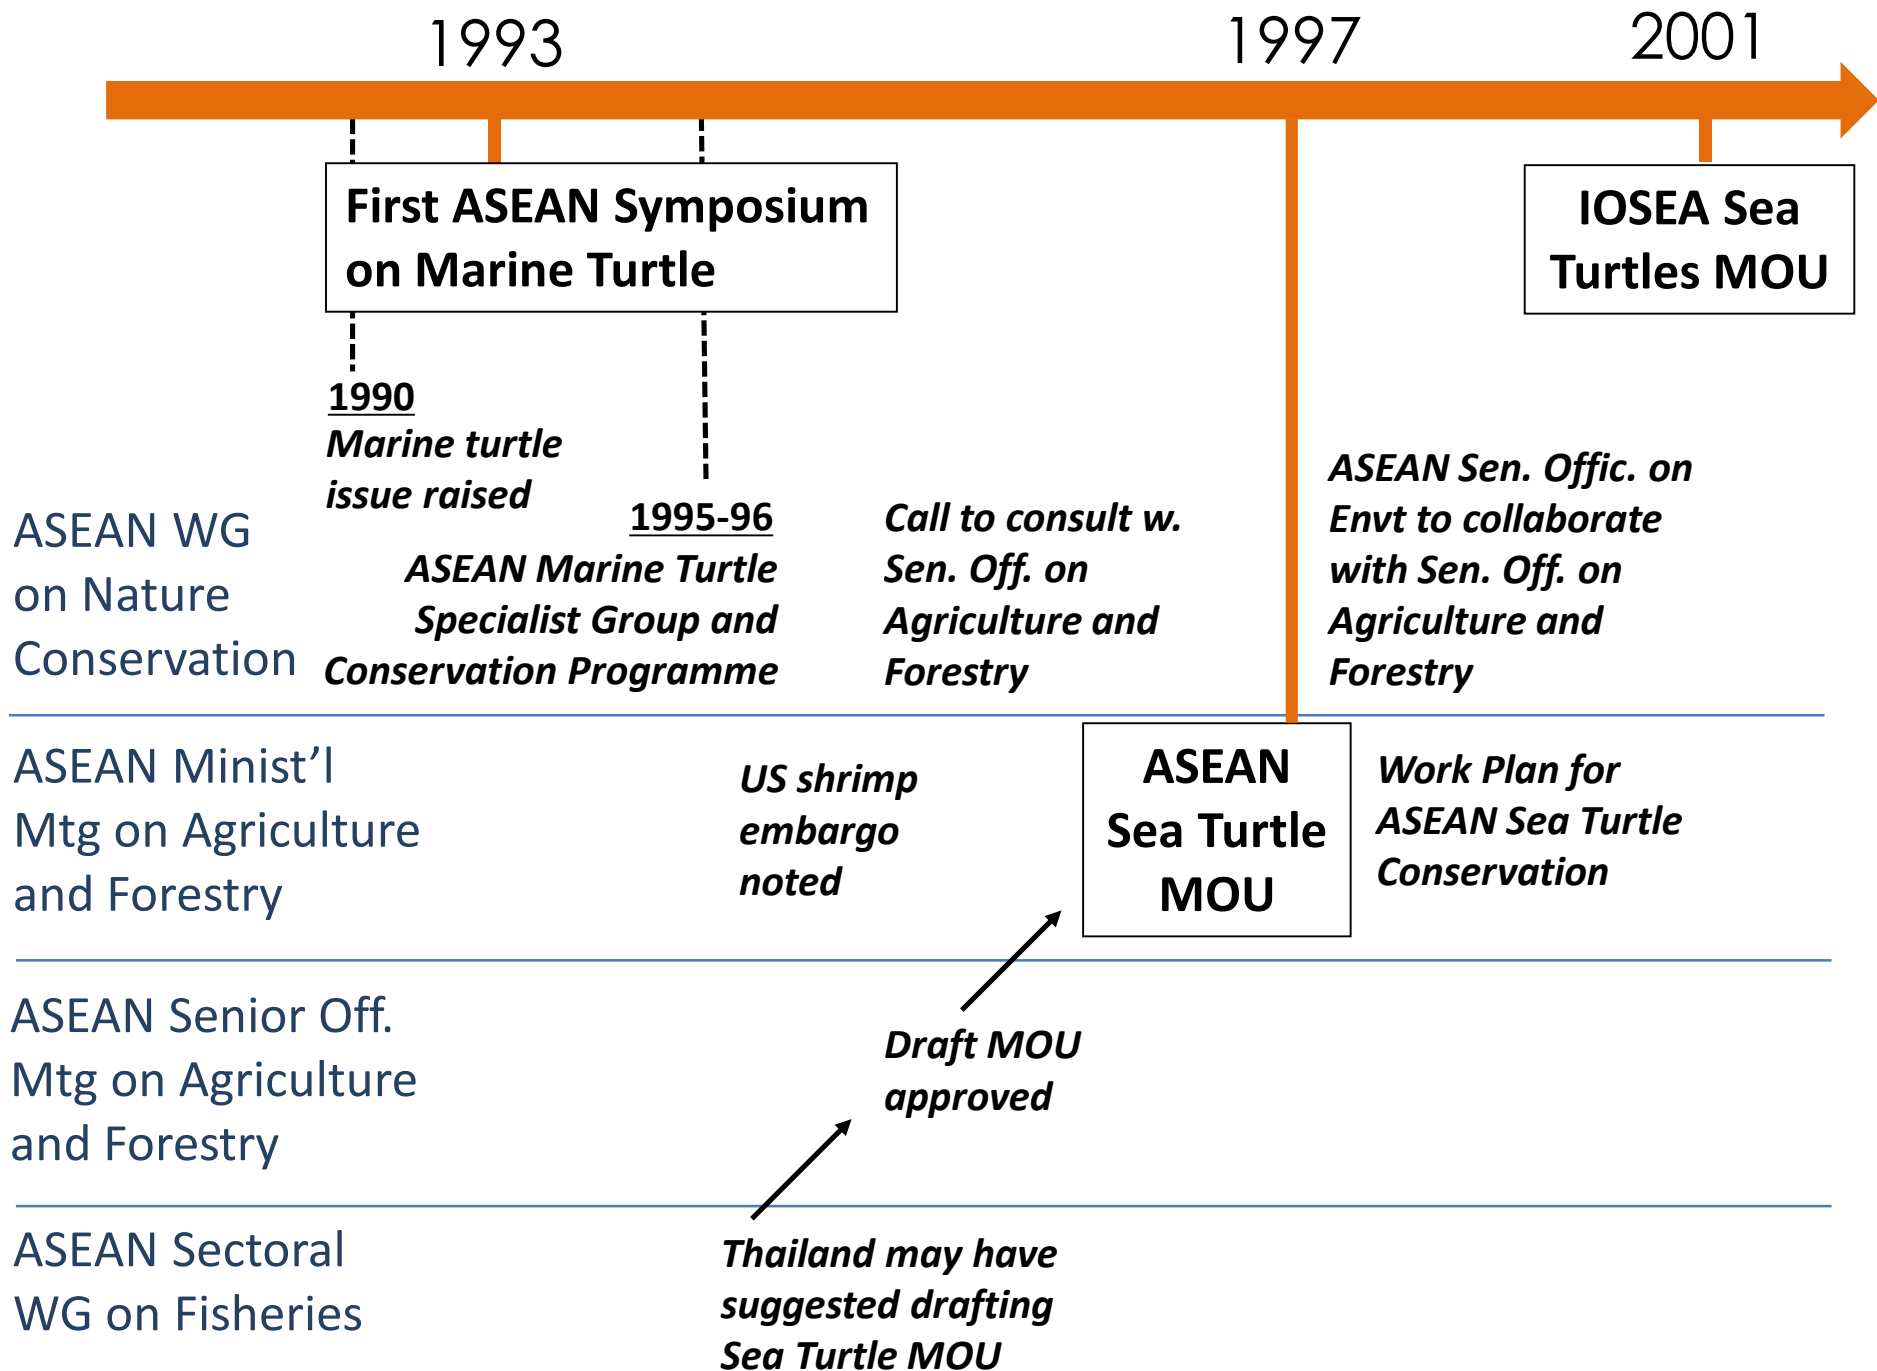 1993
1997
2001
First ASEAN Symposium
on Marine Turtle
IOSEA Sea
Turtles MOU
1990
Marine turtle
issue raised
1995-96
ASEAN Marine Turtle
Specialist Group and
Conservation Programme
Call to consult w.
Sen. Off. on
Agriculture and
Forestry
ASEAN Sen. Offic. on
Envt to collaborate
with Sen. Off. on
Agriculture and
Forestry
ASEAN WG
on Nature
Conservation
ASEAN Minist’l
Mtg on Agriculture
and Forestry
US shrimp
embargo
noted
ASEAN
Sea Turtle
MOU
Work Plan for
ASEAN Sea Turtle
Conservation
ASEAN Senior Off.
Mtg on Agriculture
and Forestry
Draft MOU
approved
ASEAN Sectoral
WG on Fisheries
Thailand may have
suggested drafting
Sea Turtle MOU